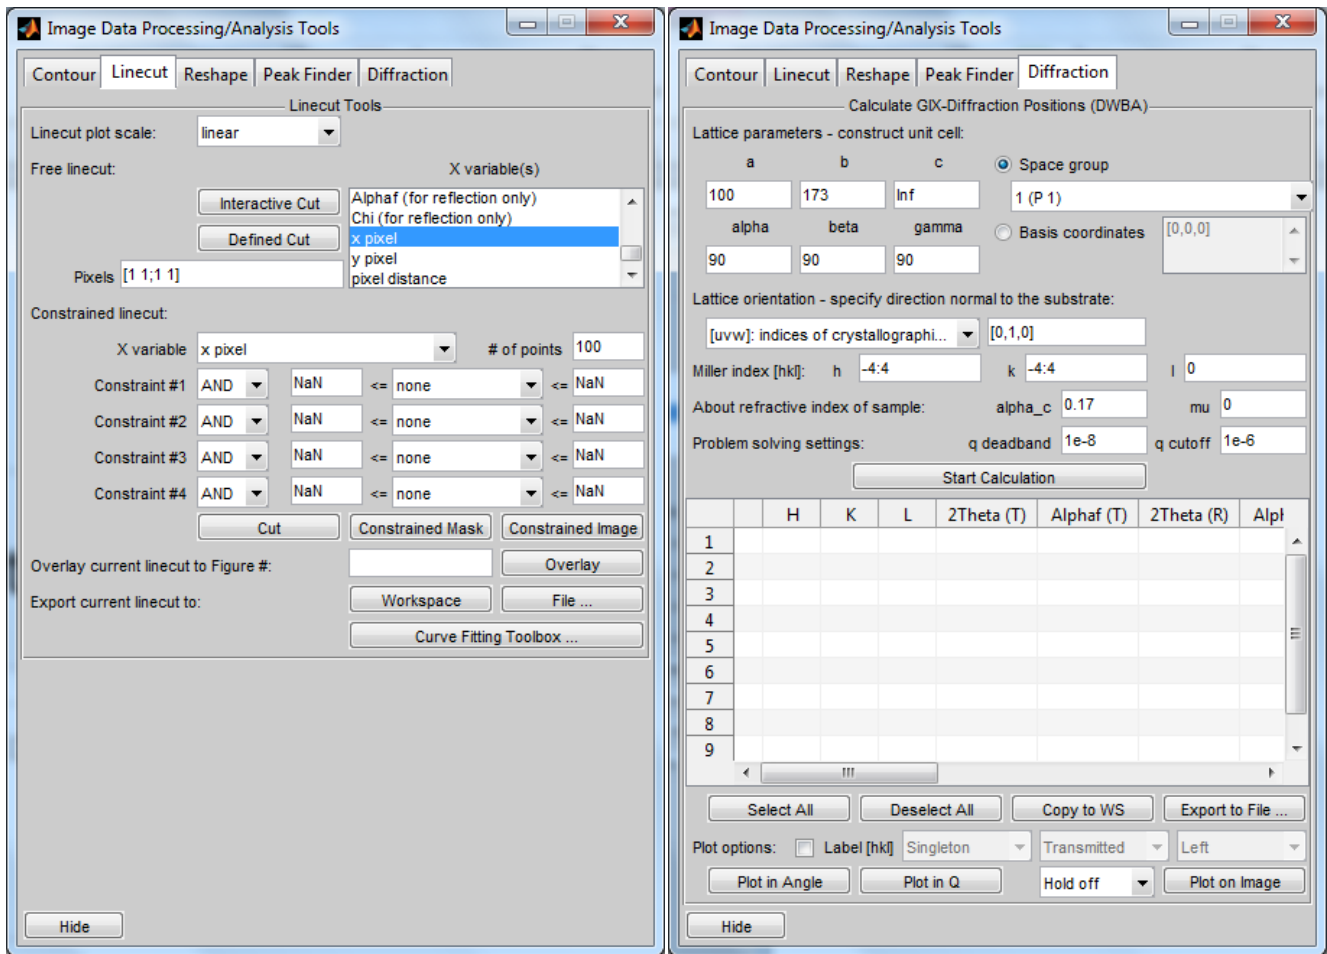 Image Data Processing/Analysis Tools
Contour Linecut Reshape Peak Finder Diffraction
Linecut Tools
Linecut plot scale: linear
Free linecut: X variable(s)
Interactive Cut
Defined Cut
Alphaf (for reflection only)
Chi (for reflection only)
x pixel
y pixel
pixel distance
Pixels [1 1;1 1]
Constrained linecut:
X variable x pixel # of points 100
Constraint #1 AND NaN <= none <= NaN
Constraint #2 AND NaN <= none <= NaN
Constraint #3 AND NaN <= none <= NaN
Constraint #4 AND NaN <= none <= NaN
Cut Constrained Mask Constrained Image
Overlay current linecut to Figure #: Overlay
Export current linecut to: Workspace File ...
Curve Fitting Toolbox ...
Hide
Image Data Processing/Analysis Tools
Contour Linecut Reshape Peak Finder Diffraction
Calculate GIX-Diffraction Positions (DWBA)
Lattice parameters - construct unit cell:
a b c Space group
100 173 Inf 1 (P 1)
alpha beta gamma Basis coordinates [0,0,0]
90 90 90
Lattice orientation - specify direction normal to the substrate:
[uvw]: indices of crystallographi... [0,1,0]
Miller index [hkl]: h -4:4 k -4:4 l 0
About refractive index of sample: alpha_c 0.17 mu 0
Problem solving settings: q deadband 1e-8 q cutoff 1e-6
Start Calculation
H K L 2Theta (T) Alphaf (T) 2Theta (R)
1
2
3
4
5
6
7
8
9
Select All Deselect All Copy to WS Export to File ...
Plot options: Label [hkl] Singleton Transmitted Left
Plot in Angle Plot in Q Hold off Plot on Image
Hide